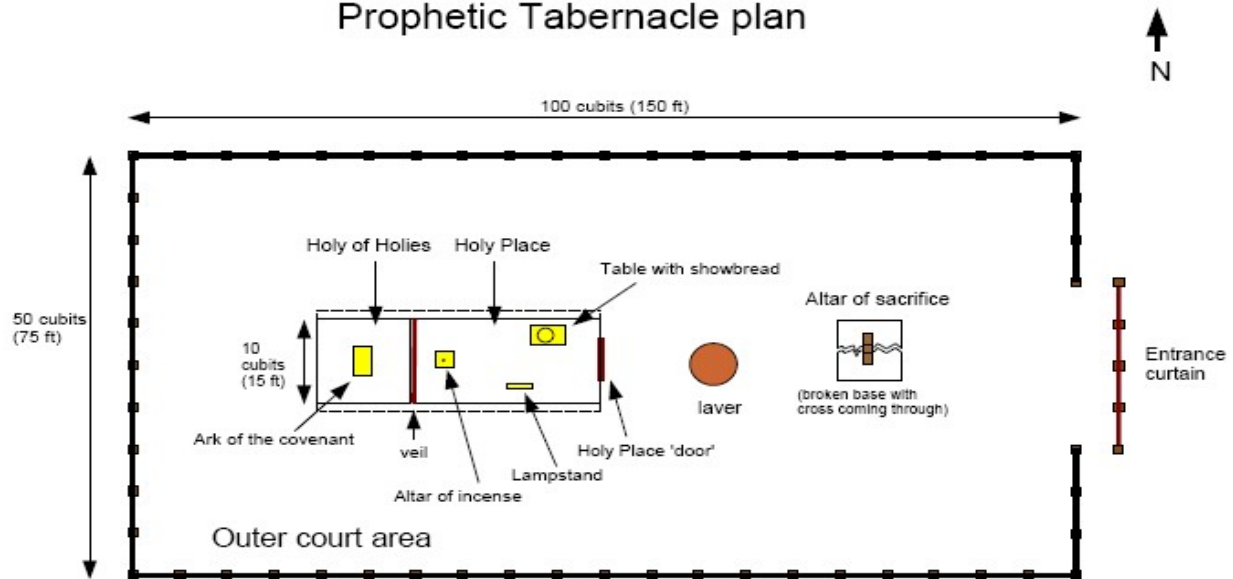 Prophetic Tabernacle plan
N
100 cubits (150 ft)
Holy of Holies
Holy Place
Table with showbread
Altar of sacrifice
50 cubits
(75 ft)
10
cubits
(15 ft)
Entrance
curtain
(broken base with
cross coming through)
laver
Ark of the covenant
veil
Holy Place 'door'
Lampstand
Altar of incense
Outer court area